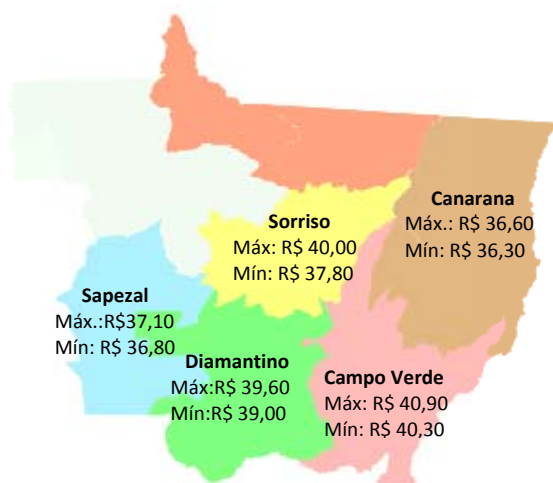 Canarana
Máx.: R$ 36,60
Mín: R$ 36,30
Sorriso
Máx: R$ 40,00
Mín: R$ 37,80
Sapezal
Máx.:R$37,10
Mín: R$ 36,80
Diamantino
Máx:R$ 39,60
Mín:R$ 39,00
Campo Verde
Máx: R$ 40,90
Mín: R$ 40,30